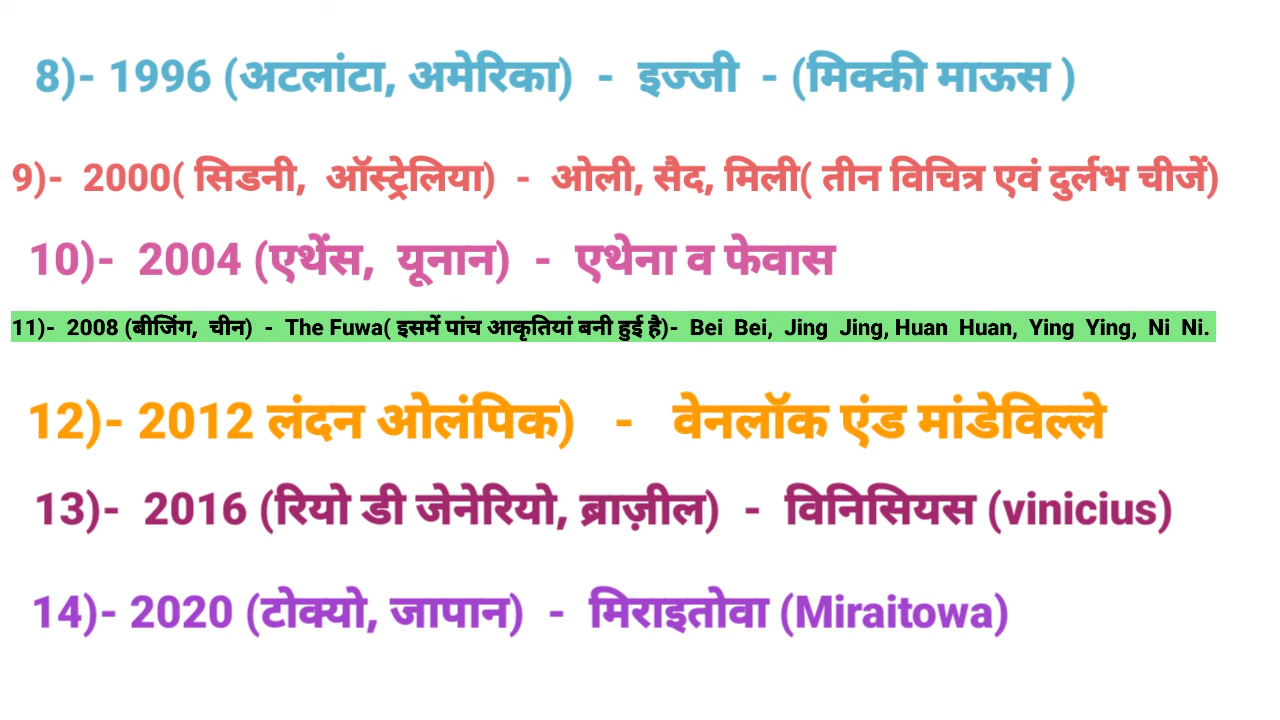 8)- 1996 (अटलांटा, अमेरिका) - इज्जी - (मिक्की माऊस )
9)- 2000( सिडनी, ऑस्ट्रेलिया) - ओली, सैद, मिली( तीन विचित्र एवं दुर्लभ चीजें)
10)- 2004 (एथेंस, यूनान) - एथेना व फेवास
11)- 2008 (बीजिंग, चीन) - The Fuwa( इसमें पांच आकृतियां बनी हुई है)- Bei Bei, Jing Jing, Huan Huan, Ying Ying, Ni Ni.
12)- 2012 लंदन ओलंपिक) - वेनलॉक एंड मांडेविल्ले
13)- 2016 (रियो डी जेनेरियो, ब्राज़ील) - विनिसियस (vinicius)
14)- 2020 (टोक्यो, जापान) - मिराइतोवा (Miraitowa)